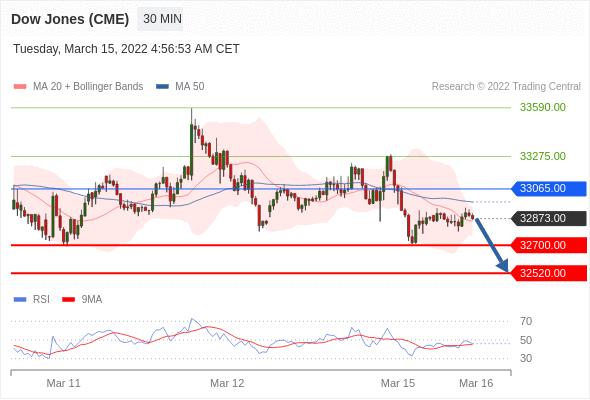 Dow Jones (CME) 30 MIN
Tuesday, March 15, 2022 4:56:53 AM CET
MA 20 + Bollinger Bands MA 50 Research © 2022 Trading Central
33590.00
33275.00
33065.00
32873.00
32700.00
32520.00
RSI 9MA
70
50
30
Mar 11 Mar 12 Mar 15 Mar 16